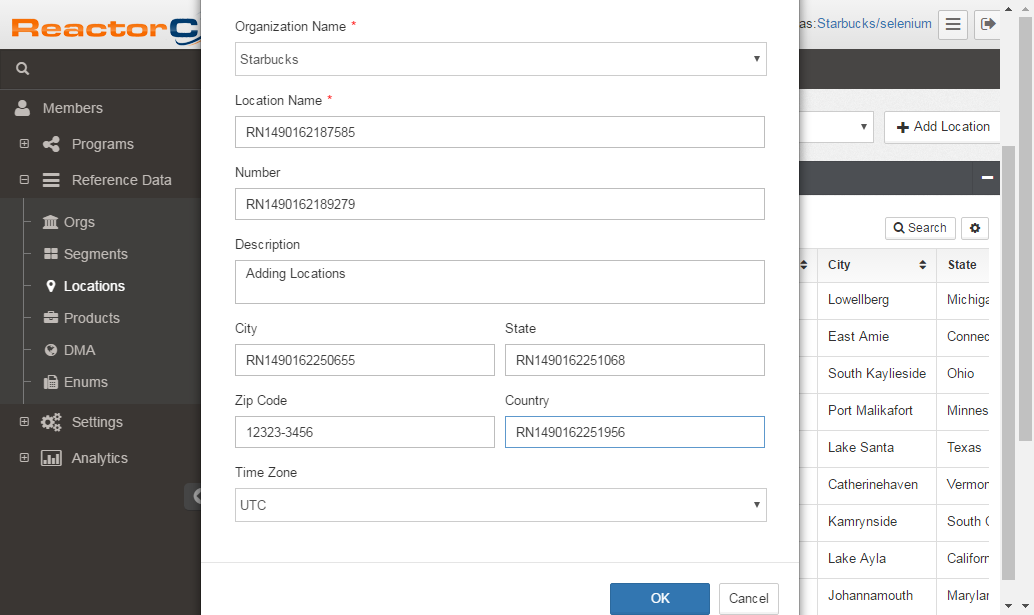 ReactorC
as:Starbucks/selenium
Members
Programs
Reference Data
Orgs
Segments
Locations
Products
DMA
Enums
Settings
Analytics
Organization Name *
Starbucks
Location Name *
RN1490162187585
Number
RN1490162189279
Description
Adding Locations
City State
RN1490162250655 RN1490162251068
Zip Code Country
12323-3456 RN1490162251956
Time Zone
UTC
OK Cancel
Add Location
Search
City State
Lowellberg Michiga
East Amie Connec
South Kaylieside Ohio
Port Malikafort Minnes
Lake Santa Texas
Catherinehaven Vermon
Kamrynside South
Lake Ayla Californ
Johannamouth Marylan